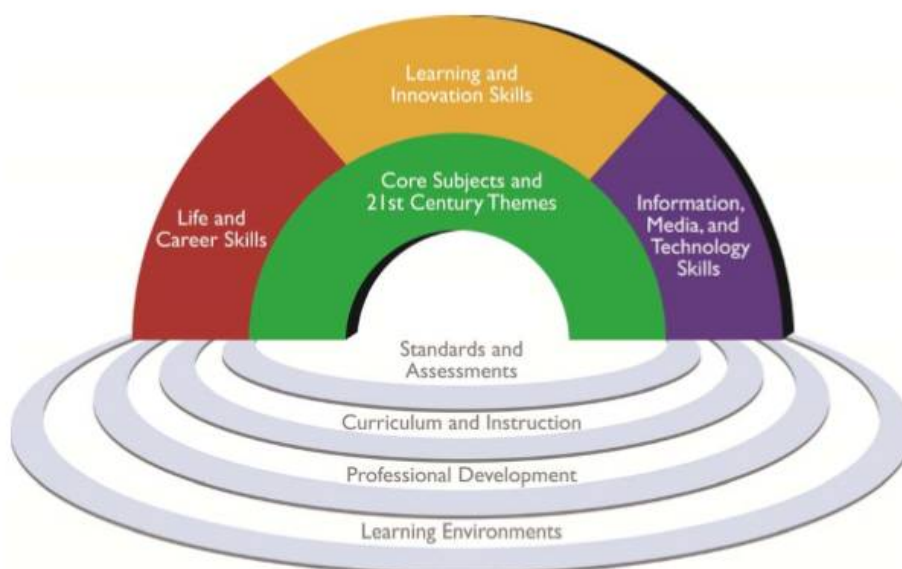 Learning and
Innovation Skills
Core Subjects and
21st Century Themes
Life and
Career Skills
Information,
Media, and
Technology
Skills
Standards and
Assessments
Curriculum and Instruction
Professional Development
Learning Environments